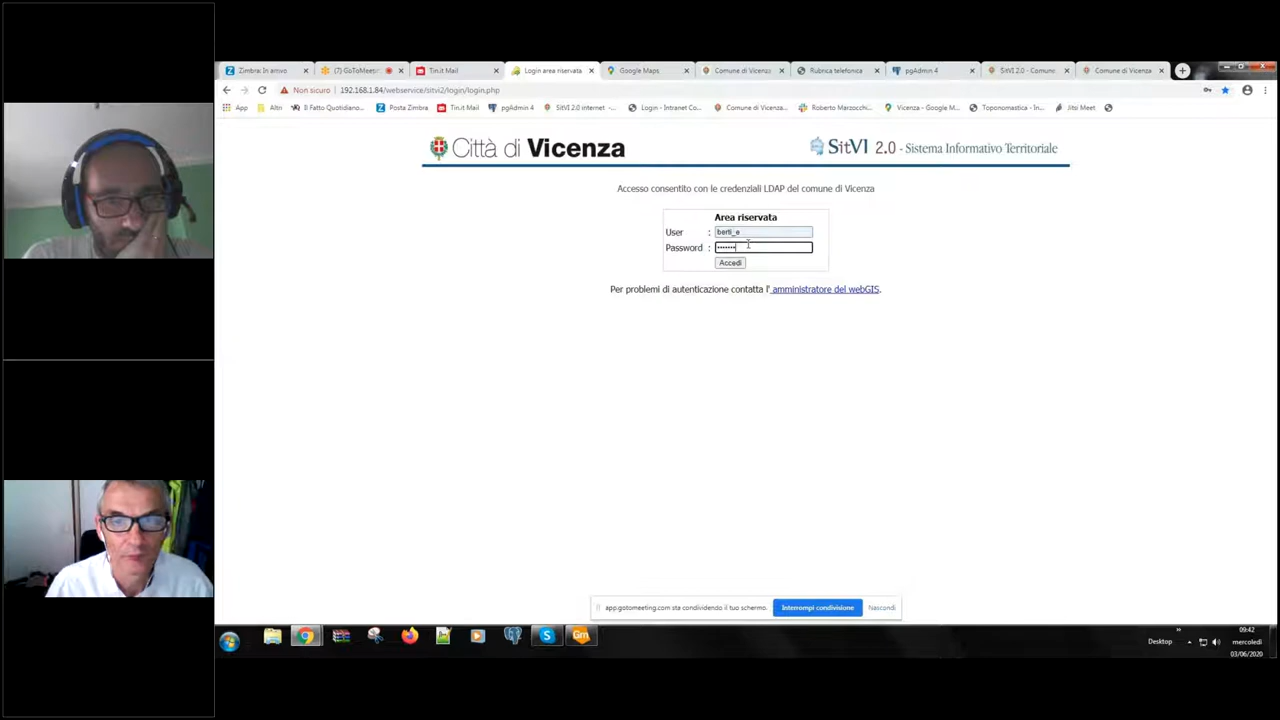 Zimbra: In arrivo
(7) GoToMeeti
Tin.it Mail
Login area riservata
Google Maps
Comune di Vicenz
Rubrica telefonica
pgAdmin 4
SitVI 2.0 - Comune
Comune di Vicenza
Non sicuro 192.168.1.84/webservice/sitvi2/login/login.php
App
Altri
Il Fatto Quotidiano...
Posta Zimbra
Tin.it Mail
pgAdmin 4
SitVI 2.0 internet -...
Login - Intranet Co...
Comune di Vicenza...
Roberto Marzocchi...
Vicenza - Google M...
Toponomastica - In...
Jitsi Meet
Città di Vicenza
SitVI 2.0 - Sistema Informativo Territoriale
Accesso consentito con le credenziali LDAP del comune di Vicenza
Area riservata
User : berti_e
Password : •••••••
Accedi
Per problemi di autenticazione contatta l' amministratore del webGIS.
app.gotomeeting.com sta condividendo il tuo schermo.
Interrompi condivisione
Nascondi
S
Gm
Desktop
09:42
mercoledì
03/06/2020